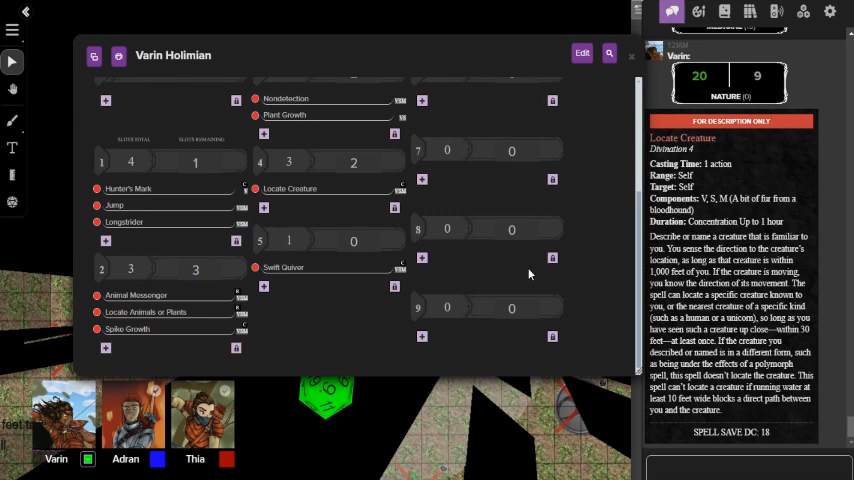 Varin Holimian
Edit
Nondetection
VSM
Plant Growth
VS
SLOTS TOTAL
SLOTS REMAINING
1
4
1
Hunter's Mark
C
V
Jump
VSM
Longstrider
VSM
2
3
3
Animal Messenger
R
VSM
Locate Animals or Plants
R
VSM
Spike Growth
C
VSM
4
3
2
Locate Creature
C
VSM
5
1
0
Swift Quiver
C
VSM
7
0
0
8
0
0
9
0
0
Varin
Adran
Thia
feet t
Varin:
20
9
NATURE (0)
FOR DESCRIPTION ONLY
Locate Creature
Divination 4
Casting Time: 1 action
Range: Self
Target: Self
Components: V, S, M (A bit of fur from a
bloodhound)
Duration: Concentration Up to 1 hour
Describe or name a creature that is familiar to
you. You sense the direction to the creature's
location, as long as that creature is within
1,000 feet of you. If the creature is moving,
you know the direction of its movement. The
spell can locate a specific creature known to
you, or the nearest creature of a specific kind
(such as a human or a unicorn), so long as you
have seen such a creature up close—within 30
feet—at least once. If the creature you
described or named is in a different form, such
as being under the effects of a polymorph
spell, this spell doesn't locate the creature. This
spell can't locate a creature if running water at
least 10 feet wide blocks a direct path between
you and the creature.
SPELL SAVE DC: 18